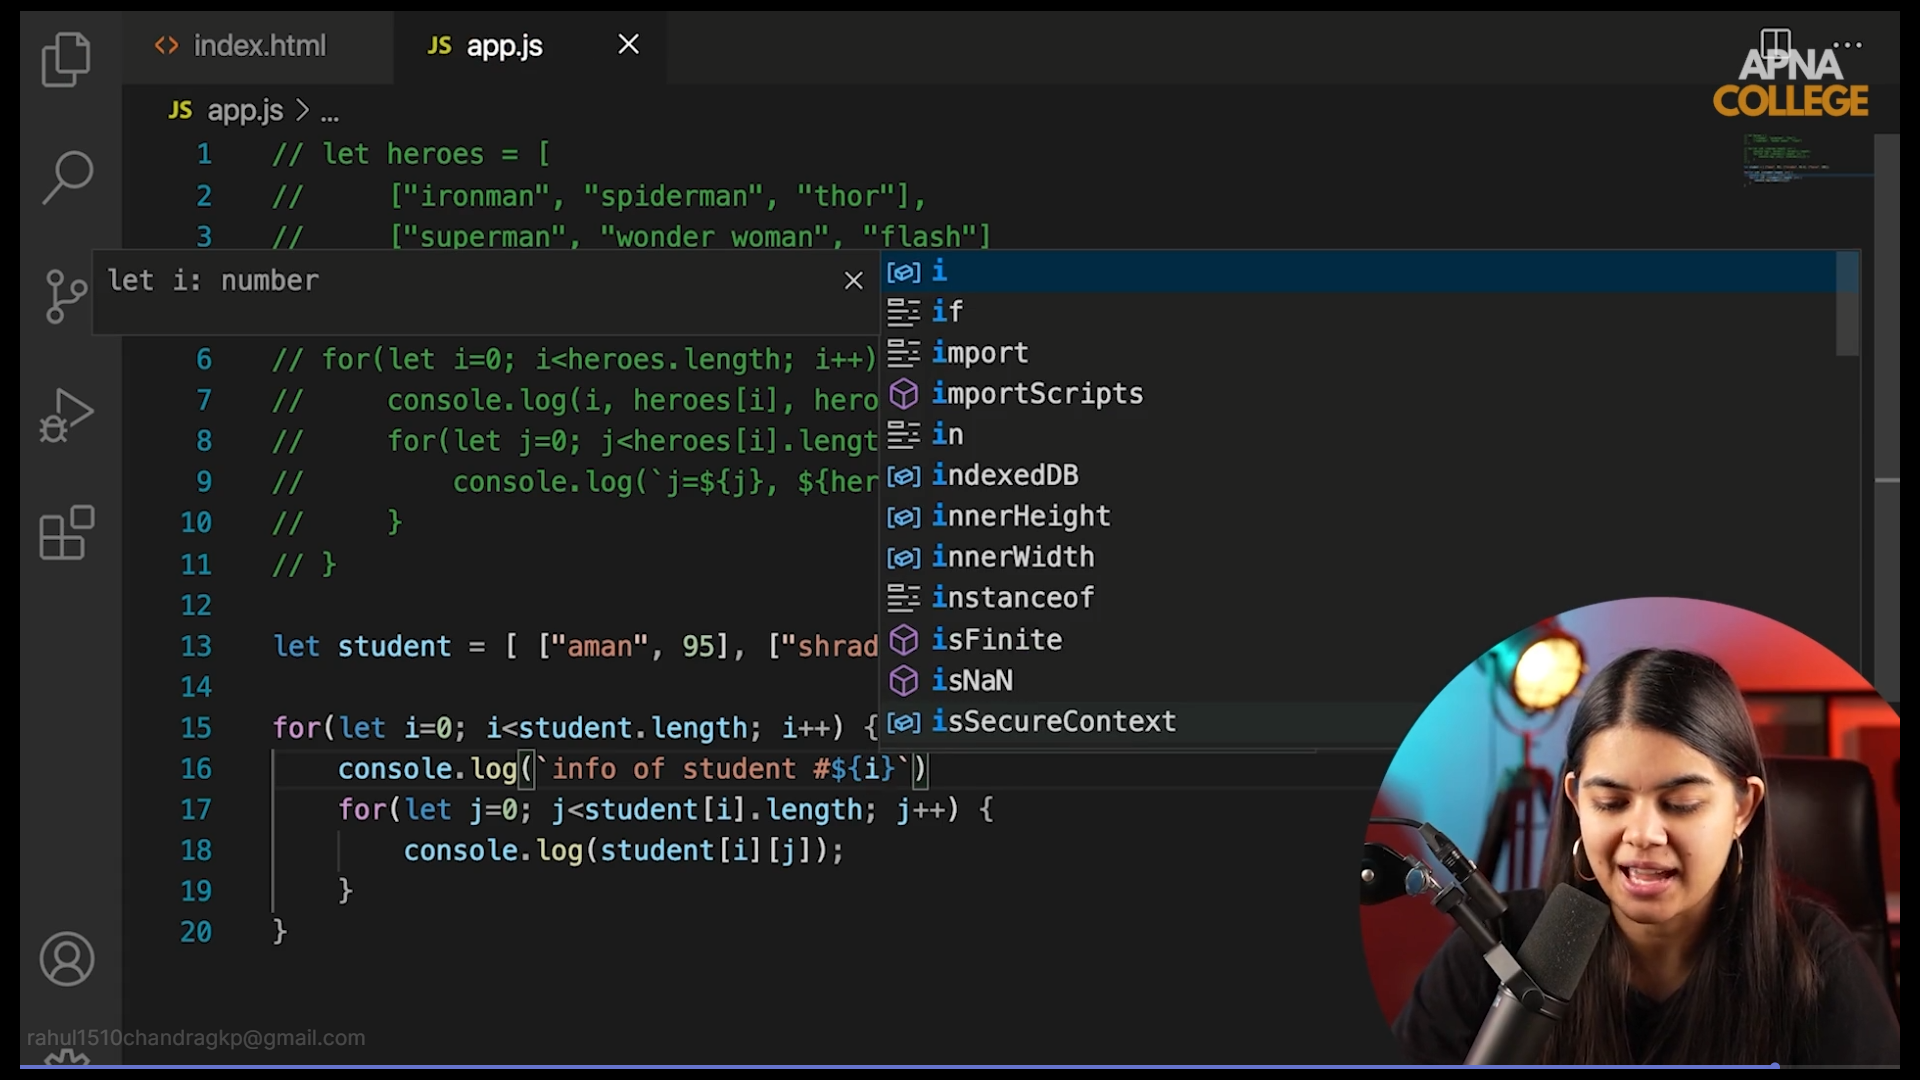 index.html
JS app.js
APNA
COLLEGE
JS app.js > ...
1 // let heroes = [
2 //     ["ironman", "spiderman", "thor"],
3 //     ["superman", "wonder woman", "flash"]
let i: number
i
if
import
importScripts
in
indexedDB
innerHeight
innerWidth
instanceof
isFinite
isNaN
isSecureContext
6 // for(let i=0; i<heroes.length; i++)
7 //     console.log(i, heroes[i], hero
8 //     for(let j=0; j<heroes[i].lengt
9 //         console.log(`j=${j}, ${her
10 //     }
11 // }
12
13 let student = [ ["aman", 95], ["shrad
14
15 for(let i=0; i<student.length; i++) {
16     console.log(`info of student #${i}`)
17     for(let j=0; j<student[i].length; j++) {
18         console.log(student[i][j]);
19     }
20 }
rahul1510chandragkp@gmail.com